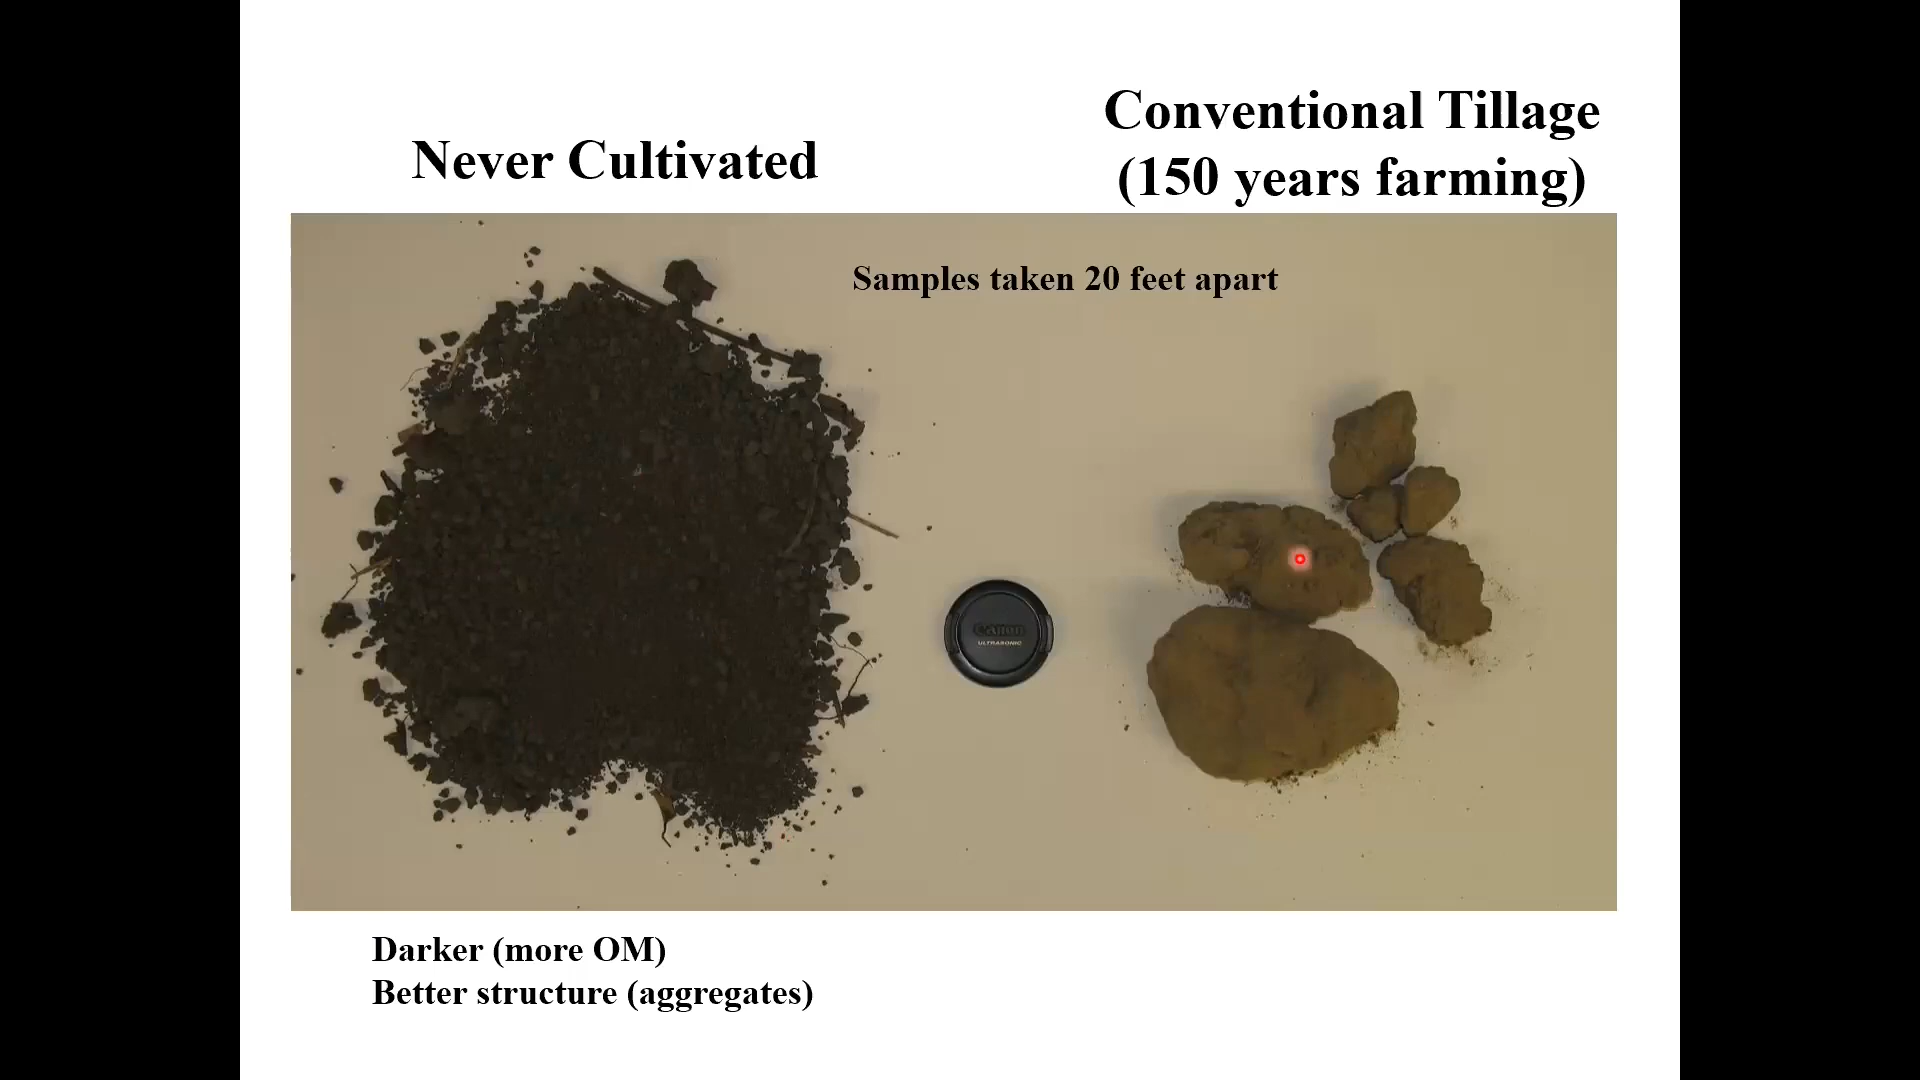 Never Cultivated
Conventional Tillage
(150 years farming)
Samples taken 20 feet apart
Canon
ULTRASONIC
Darker (more OM)
Better structure (aggregates)